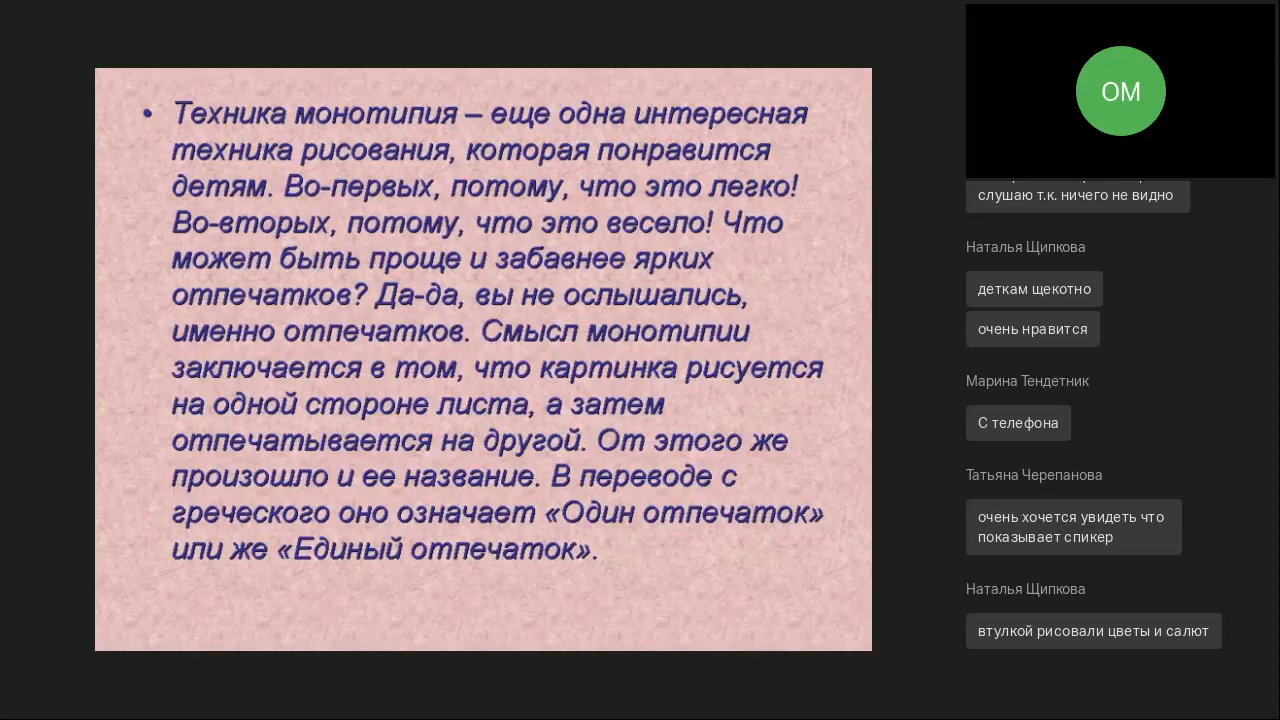 • Техника монотипия – еще одна интересная
техника рисования, которая понравится
детям. Во-первых, потому, что это легко!
Во-вторых, потому, что это весело! Что
может быть проще и забавнее ярких
отпечатков? Да-да, вы не ослышались,
именно отпечатков. Смысл монотипии
заключается в том, что картинка рисуется
на одной стороне листа, а затем
отпечатывается на другой. От этого же
произошло и ее название. В переводе с
греческого оно означает «Один отпечаток»
или же «Единый отпечаток».
ОМ
слушаю т.к. ничего не видно
Наталья Щипкова
деткам щекотно
очень нравится
Марина Тендетник
С телефона
Татьяна Черепанова
очень хочется увидеть что
показывает спикер
Наталья Щипкова
втулкой рисовали цветы и салют